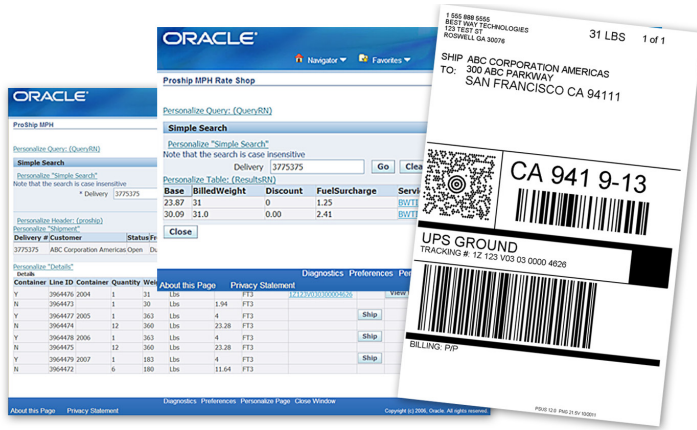 ORACLE
ProShip MPH
Personalize Query: (QueryRN)
Simple Search
Personalize "Simple Search"
Note that the search is case insensitive
* Delivery 3775375
Personalize Header: (proship)
Personalize "Shipment"
Delivery # Customer Status
3775375 ABC Corporation Americas Open
Personalize "Details"
Details
Container Line ID Container Quantity
Y 3964476 2004 1 31 Lbs FT3 1Z123V030300004626
N 3964473 1 30 Lbs 1.94 FT3
Y 3964477 2005 1 363 Lbs 4 FT3 Ship
N 3964474 12 360 Lbs 23.28 FT3
Y 3964478 2006 1 363 Lbs 4 FT3 Ship
N 3964475 12 360 Lbs 23.28 FT3
Y 3964479 2007 1 183 Lbs 4 FT3 Ship
N 3964472 6 180 Lbs 11.64 FT3
Diagnostics Preferences Personalize Page Close Window
About this Page Privacy Statement
Copyright (c) 2006, Oracle. All rights reserved.
ORACLE
Navigator Favorites
Proship MPH Rate Shop
Personalize Query: (QueryRN)
Simple Search
Personalize "Simple Search"
Note that the search is case insensitive
Delivery 3775375 Go
Personalize Table: (ResultsRN)
Base BilledWeight Discount FuelSurcharge
23.87 31 0 1.25
30.09 31.0 0.00 2.41
Close
Diagnostics Preferences
About this Page Privacy Statement
1 555 888 5555
BEST WAY TECHNOLOGIES
123 TEST ST
ROSWELL GA 30076
31 LBS 1 of 1
SHIP ABC CORPORATION AMERICAS
TO: 300 ABC PARKWAY
SAN FRANCISCO CA 94111
CA 941 9-13
UPS GROUND
TRACKING #: 1Z 123 V03 03 0000 4626
BILLING: P/P